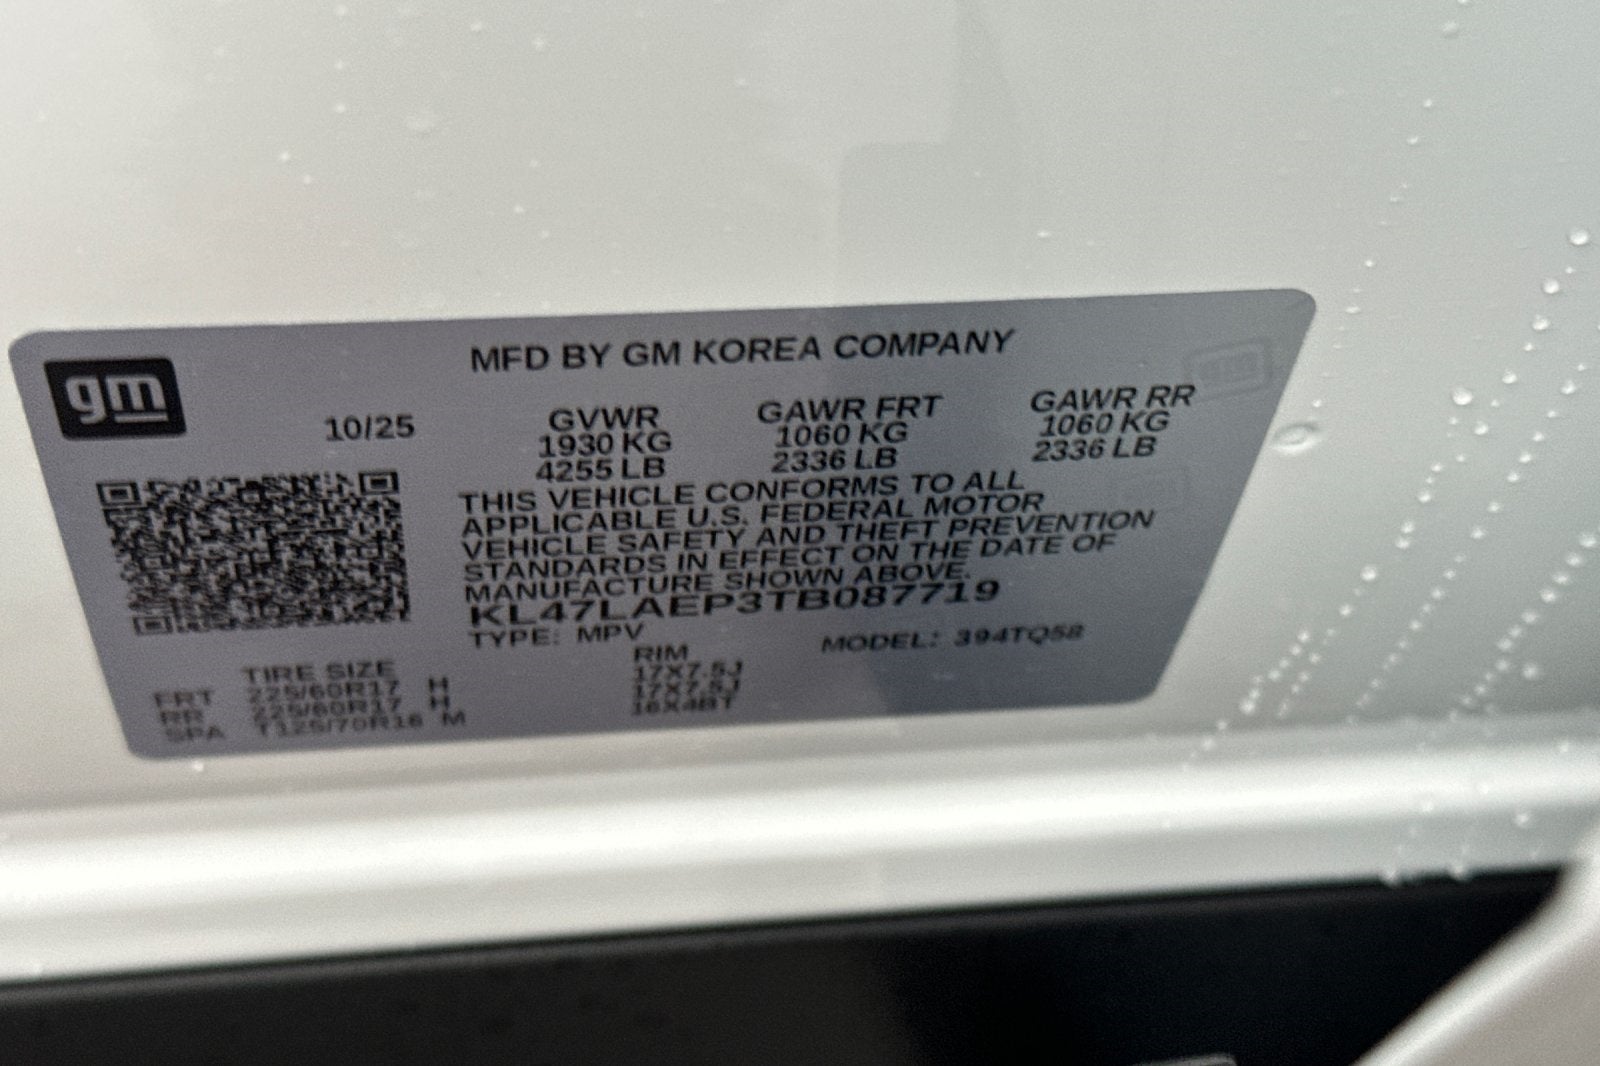 gm
MFD BY GM KOREA COMPANY
10/25
GVWR GAWR FRT GAWR RR
1930 KG 1060 KG 1060 KG
4255 LB 2336 LB 2336 LB
THIS VEHICLE CONFORMS TO ALL
APPLICABLE U.S. FEDERAL MOTOR
VEHICLE SAFETY AND THEFT PREVENTION
STANDARDS IN EFFECT ON THE DATE OF
MANUFACTURE SHOWN ABOVE.
KL47LAEP3TB087719
TYPE: MPV MODEL: 394TQ58
TIRE SIZE RIM
FRT 225/60R17 H 17X7.5J
RR 225/60R17 H 17X7.5J
SPA T125/70R16 M 16X4BT